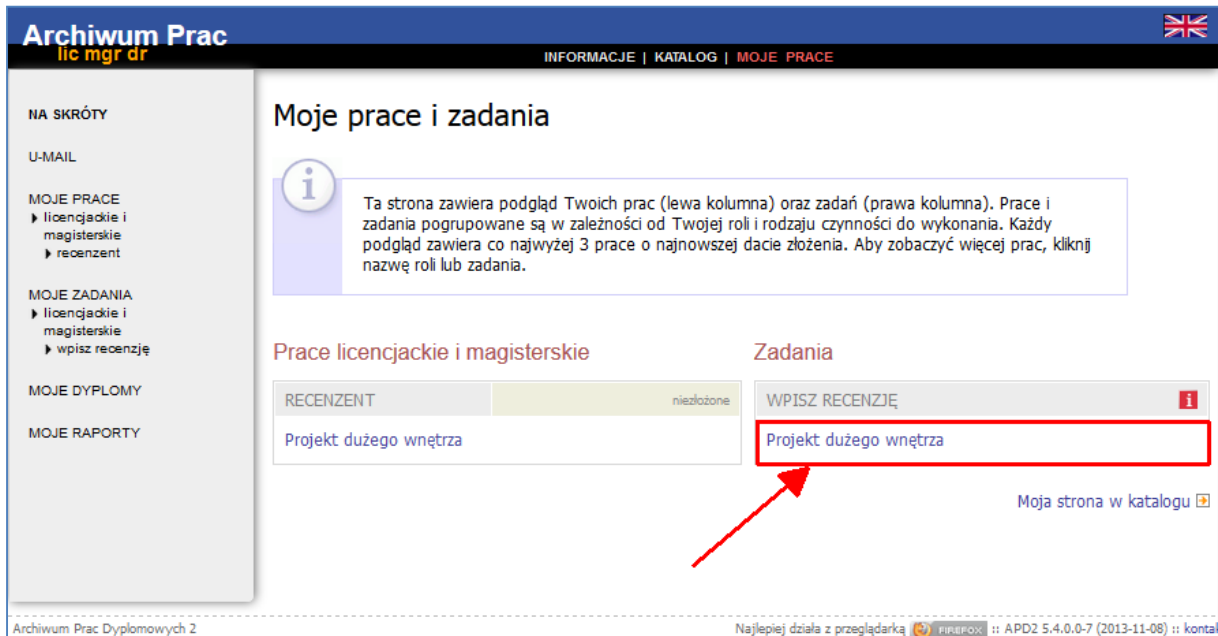 Archiwum Prac
lic mgr dr
INFORMACJE | KATALOG | MOJE PRACE
NA SKRÓTY
U-MAIL
MOJE PRACE
licencjackie i
magisterskie
recenzent
MOJE ZADANIA
licencjackie i
magisterskie
wpisz recenzję
MOJE DYPLOMY
MOJE RAPORTY
Moje prace i zadania
Ta strona zawiera podgląd Twoich prac (lewa kolumna) oraz zadań (prawa kolumna). Prace i
zadania pogrupowane są w zależności od Twojej roli i rodzaju czynności do wykonania. Każdy
podgląd zawiera co najwyżej 3 prace o najnowszej dacie złożenia. Aby zobaczyć więcej prac, kliknij
nazwę roli lub zadania.
Prace licencjackie i magisterskie
RECENZENT niezłożone
Projekt dużego wnętrza
Zadania
WPISZ RECENZJĘ i
Projekt dużego wnętrza
Moja strona w katalogu
Archiwum Prac Dyplomowych 2
Najlepiej działa z przeglądarką FIREFOX :: APD2 5.4.0.0-7 (2013-11-08) :: kontak